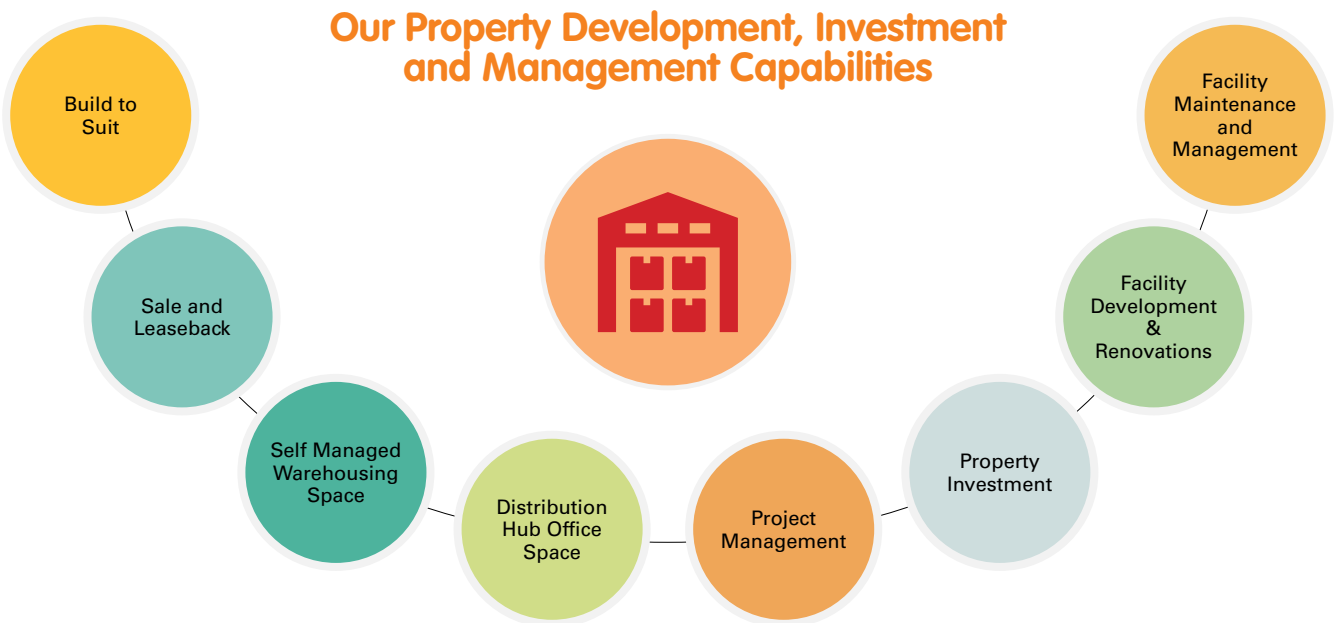 Our Property Development, Investment
and Management Capabilities
Build to
Suit
Sale and
Leaseback
Self Managed
Warehousing
Space
Distribution
Hub Office
Space
Project
Management
Property
Investment
Facility
Development
&
Renovations
Facility
Maintenance
and
Management